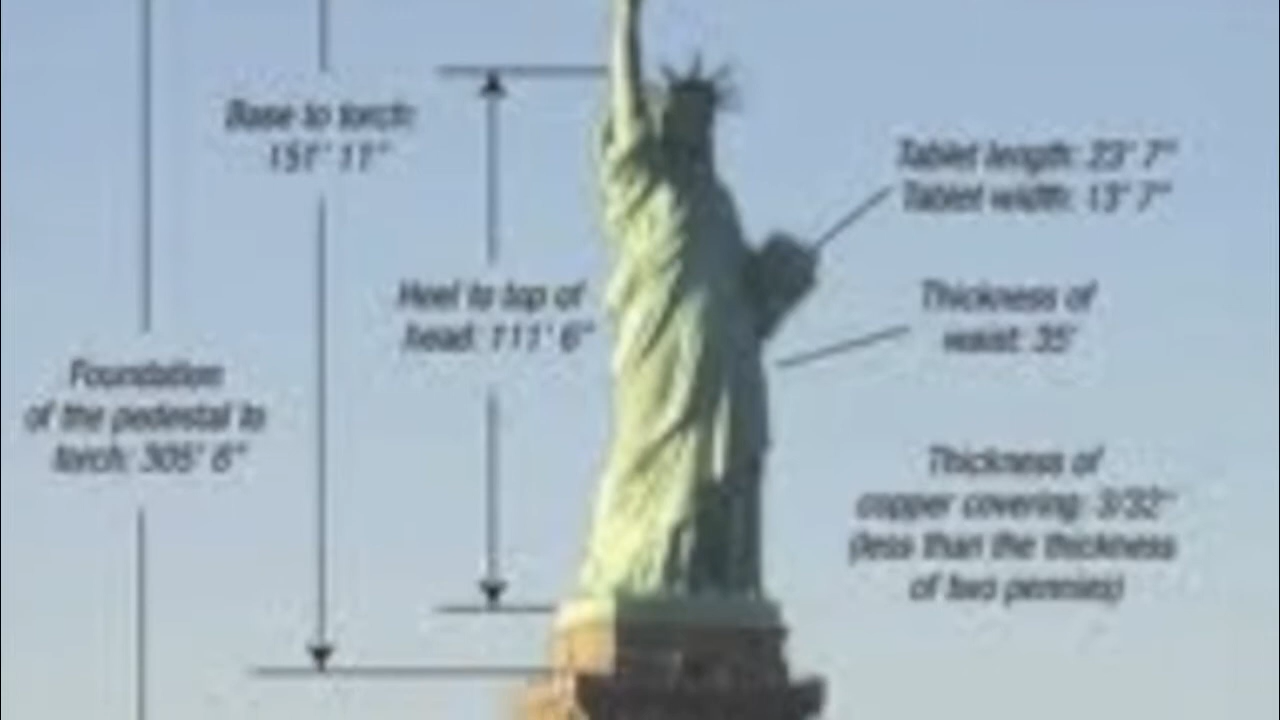 Base to torch:
151' 11"
Tablet length: 23' 7"
Tablet width: 13' 7"
Heel to top of
head: 111' 6"
Thickness of
waist: 35'
Foundation
of the pedestal to
torch: 305' 6"
Thickness of
copper covering: 3/32"
(less than the thickness
of two pennies)